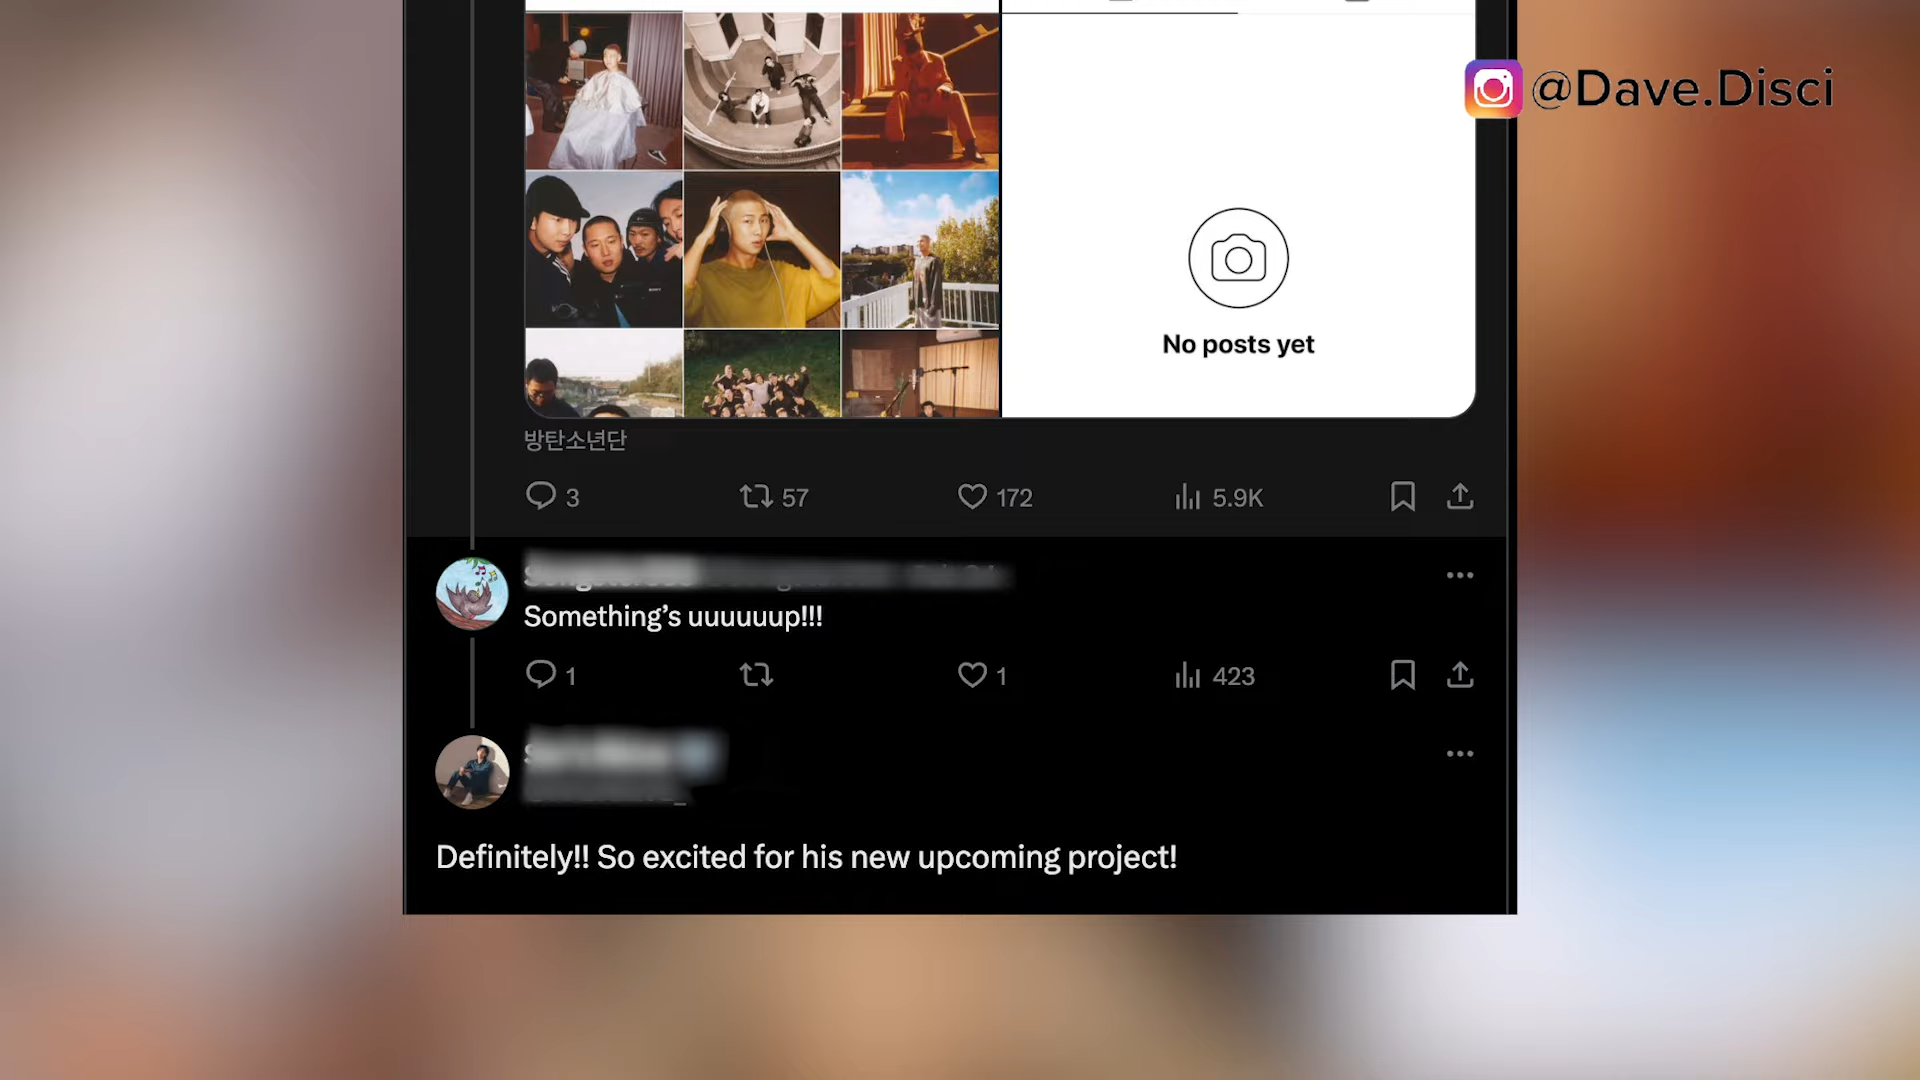 @Dave.Disci
No posts yet
방탄소년단
3 57 172 5.9K
Something's uuuuuup!!!
1 1 423
Definitely!! So excited for his new upcoming project!